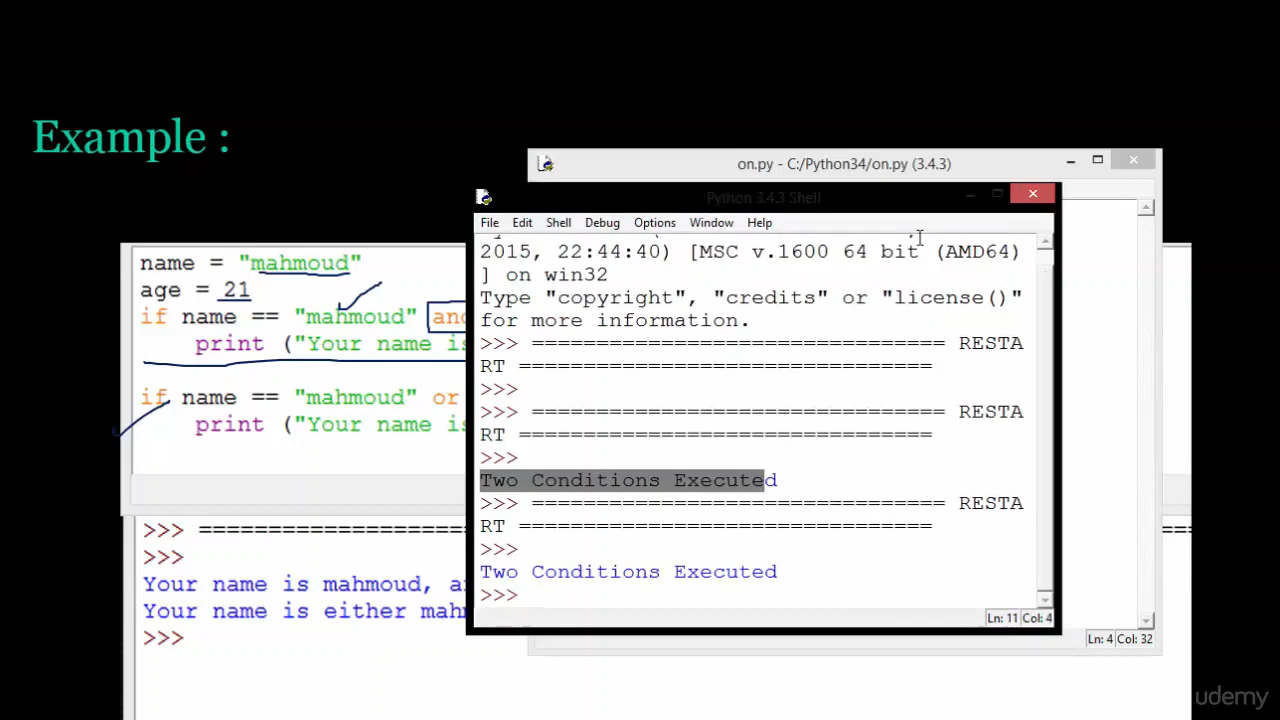 Example :
on.py - C:/Python34/on.py (3.4.3)
Python 3.4.3 Shell
File Edit Shell Debug Options Window Help
2015, 22:44:40) [MSC v.1600 64 bit (AMD64)
] on win32
Type "copyright", "credits" or "license()"
for more information.
>>> ================================ RESTA
RT ================================
>>>
>>> ================================ RESTA
RT ================================
>>>
Two Conditions Executed
>>> ================================ RESTA
RT ================================
>>>
Two Conditions Executed
>>>
Ln: 11 Col: 4
Ln: 4 Col: 32
name = "mahmoud"
age = 21
if name == "mahmoud" and
print ("Your name is
if name == "mahmoud" or
print ("Your name is
>>> =====================
>>>
Your name is mahmoud, a
Your name is either mahm
>>>
udemy